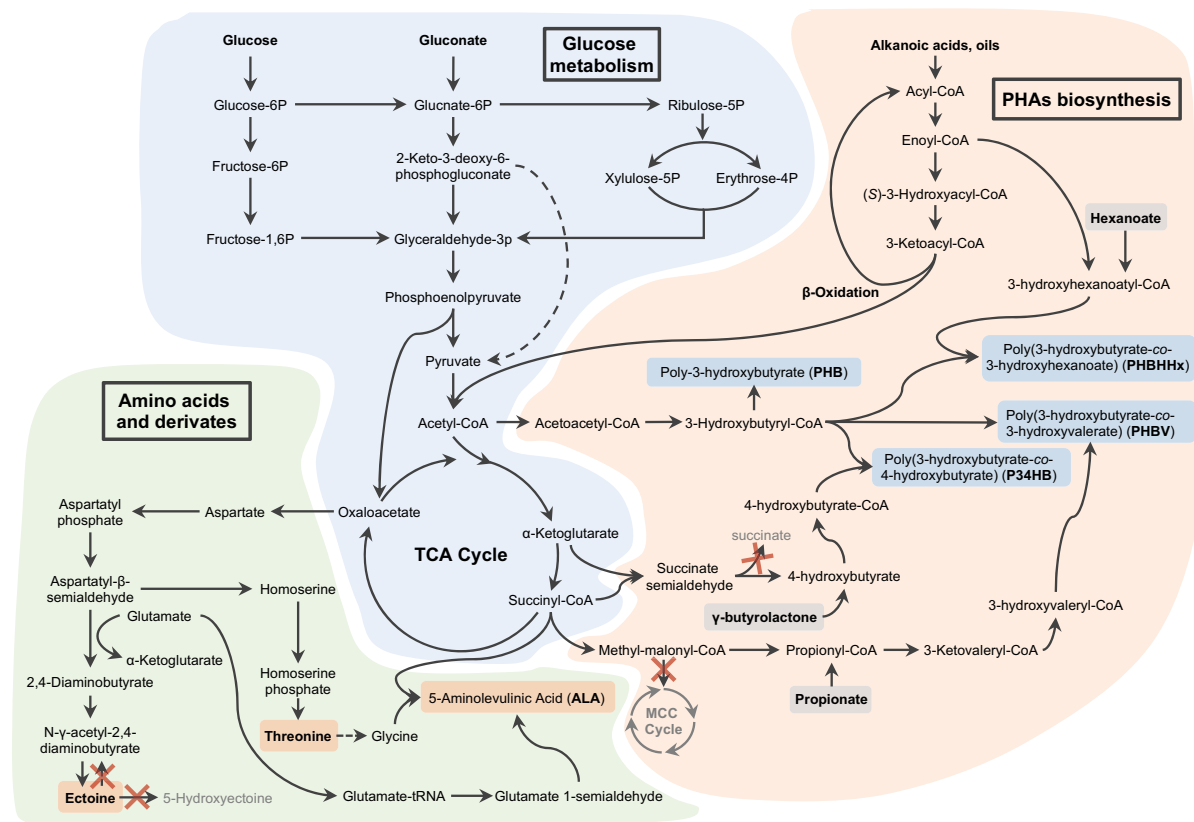 Glucose
Gluconate
Glucose
metabolism
Glucose-6P
Glucnate-6P
Ribulose-5P
Fructose-6P
2-Keto-3-deoxy-6-
phosphogluconate
Xylulose-5P
Erythrose-4P
Fructose-1,6P
Glyceraldehyde-3p
Phosphoenolpyruvate
Pyruvate
Acetyl-CoA
Alkanoic acids, oils
Acyl-CoA
PHAs biosynthesis
Enoyl-CoA
(S)-3-Hydroxyacyl-CoA
Hexanoate
3-Ketoacyl-CoA
β-Oxidation
3-hydroxyhexanoatyl-CoA
Poly(3-hydroxybutyrate-co-
3-hydroxyhexanoate) (PHBHHx)
Poly-3-hydroxybutyrate (PHB)
Acetoacetyl-CoA
3-Hydroxybutyryl-CoA
Poly(3-hydroxybutyrate-co-
3-hydroxyvalerate) (PHBV)
Poly(3-hydroxybutyrate-co-
4-hydroxybutyrate) (P34HB)
4-hydroxybutyrate-CoA
succinate
Succinate
semialdehyde
4-hydroxybutyrate
γ-butyrolactone
3-hydroxyvaleryl-CoA
Methyl-malonyl-CoA
Propionyl-CoA
3-Ketovaleryl-CoA
Propionate
MCC
Cycle
TCA Cycle
Oxaloacetate
α-Ketoglutarate
Succinyl-CoA
Amino acids
and derivates
Aspartatyl
phosphate
Aspartate
Aspartatyl-β-
semialdehyde
Homoserine
Glutamate
α-Ketoglutarate
2,4-Diaminobutyrate
Homoserine
phosphate
5-Aminolevulinic Acid (ALA)
N-γ-acetyl-2,4-
diaminobutyrate
Threonine
Glycine
Ectoine
5-Hydroxyectoine
Glutamate-tRNA
Glutamate 1-semialdehyde